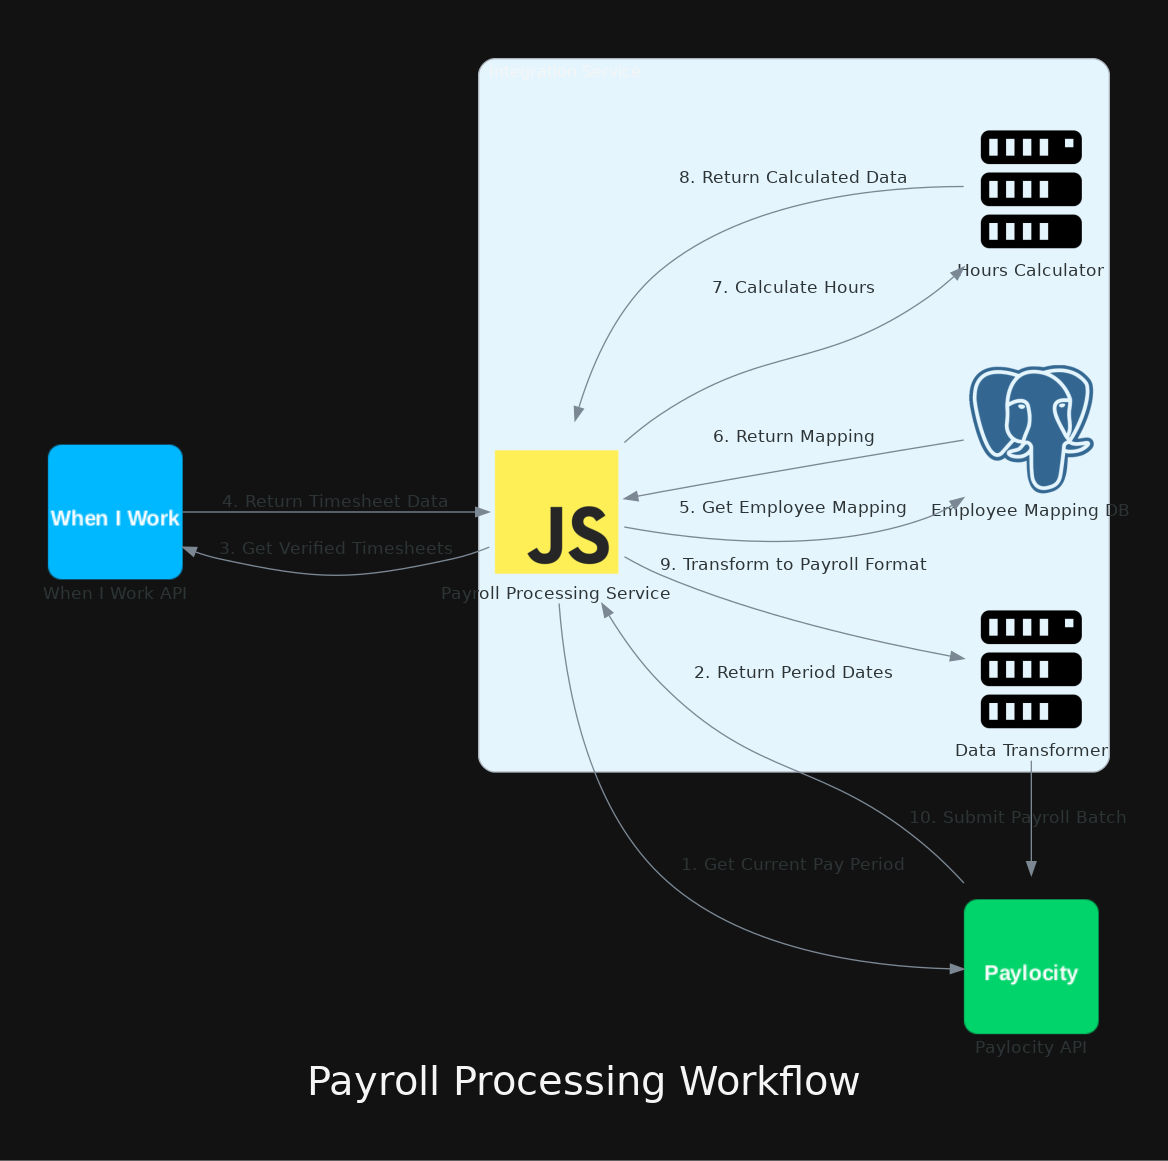 Integration Service
8. Return Calculated Data
Hours Calculator
7. Calculate Hours
6. Return Mapping
4. Return Timesheet Data
5. Get Employee Mapping
Employee Mapping DB
When I Work
JS
3. Get Verified Timesheets
9. Transform to Payroll Format
When I Work API
Payroll Processing Service
2. Return Period Dates
Data Transformer
10. Submit Payroll Batch
1. Get Current Pay Period
Paylocity
Paylocity API
Payroll Processing Workflow